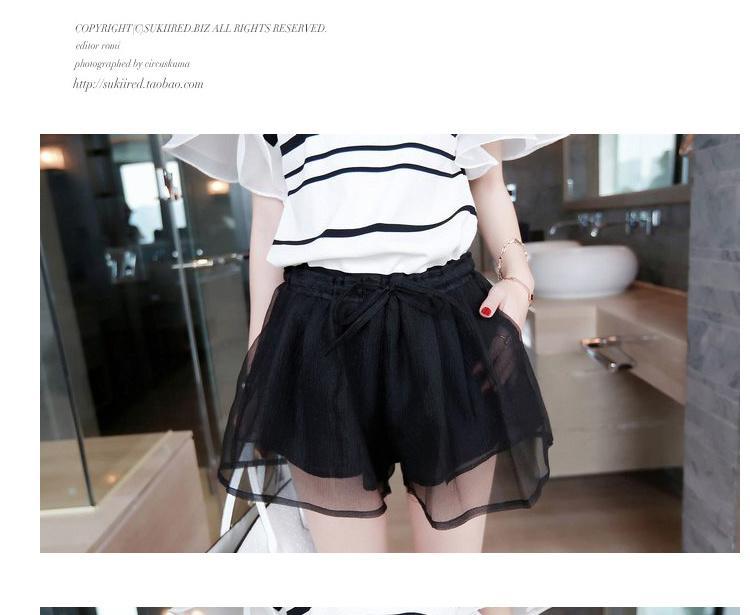 COPYRIGHT(C)SUKIIRED.BIZ ALL RIGHTS RESERVED.
editor romi
photographed by circuskuma
http://sukiired.taobao.com